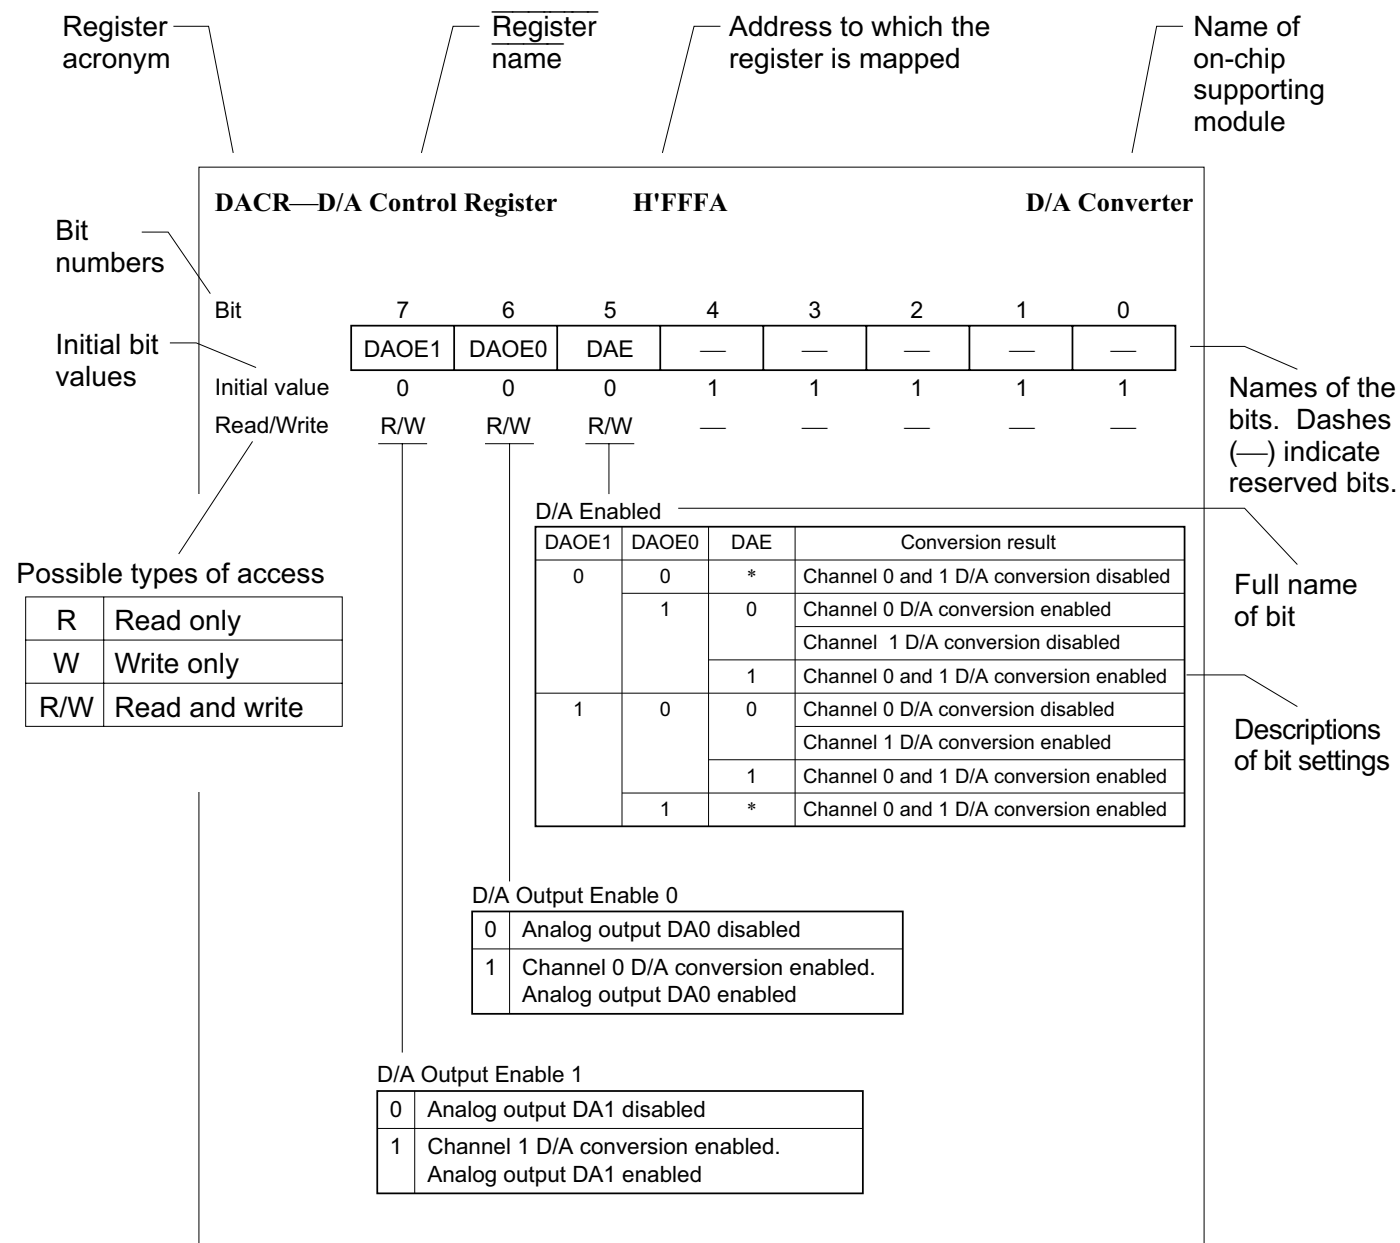 Register
acronym
Register
name
Address to which the
register is mapped
Name of
on-chip
supporting
module
DACR—D/A Control Register H'FFFA D/A Converter
Bit
numbers
Bit 7 6 5 4 3 2 1 0
Initial bit
values
DAOE1 DAOE0 DAE — — — — —
Initial value 0 0 0 1 1 1 1 1
Read/Write R/W R/W R/W — — — — —
Names of the
bits. Dashes
(—) indicate
reserved bits.
D/A Enabled
DAOE1 DAOE0 DAE Conversion result
0 0 * Channel 0 and 1 D/A conversion disabled
1 0 Channel 0 D/A conversion enabled
Channel 1 D/A conversion disabled
1 Channel 0 and 1 D/A conversion enabled
1 0 0 Channel 0 D/A conversion disabled
Channel 1 D/A conversion enabled
1 Channel 0 and 1 D/A conversion enabled
1 * Channel 0 and 1 D/A conversion enabled
Full name
of bit
Descriptions
of bit settings
Possible types of access
R Read only
W Write only
R/W Read and write
D/A Output Enable 0
0 Analog output DA0 disabled
1 Channel 0 D/A conversion enabled.
Analog output DA0 enabled
D/A Output Enable 1
0 Analog output DA1 disabled
1 Channel 1 D/A conversion enabled.
Analog output DA1 enabled